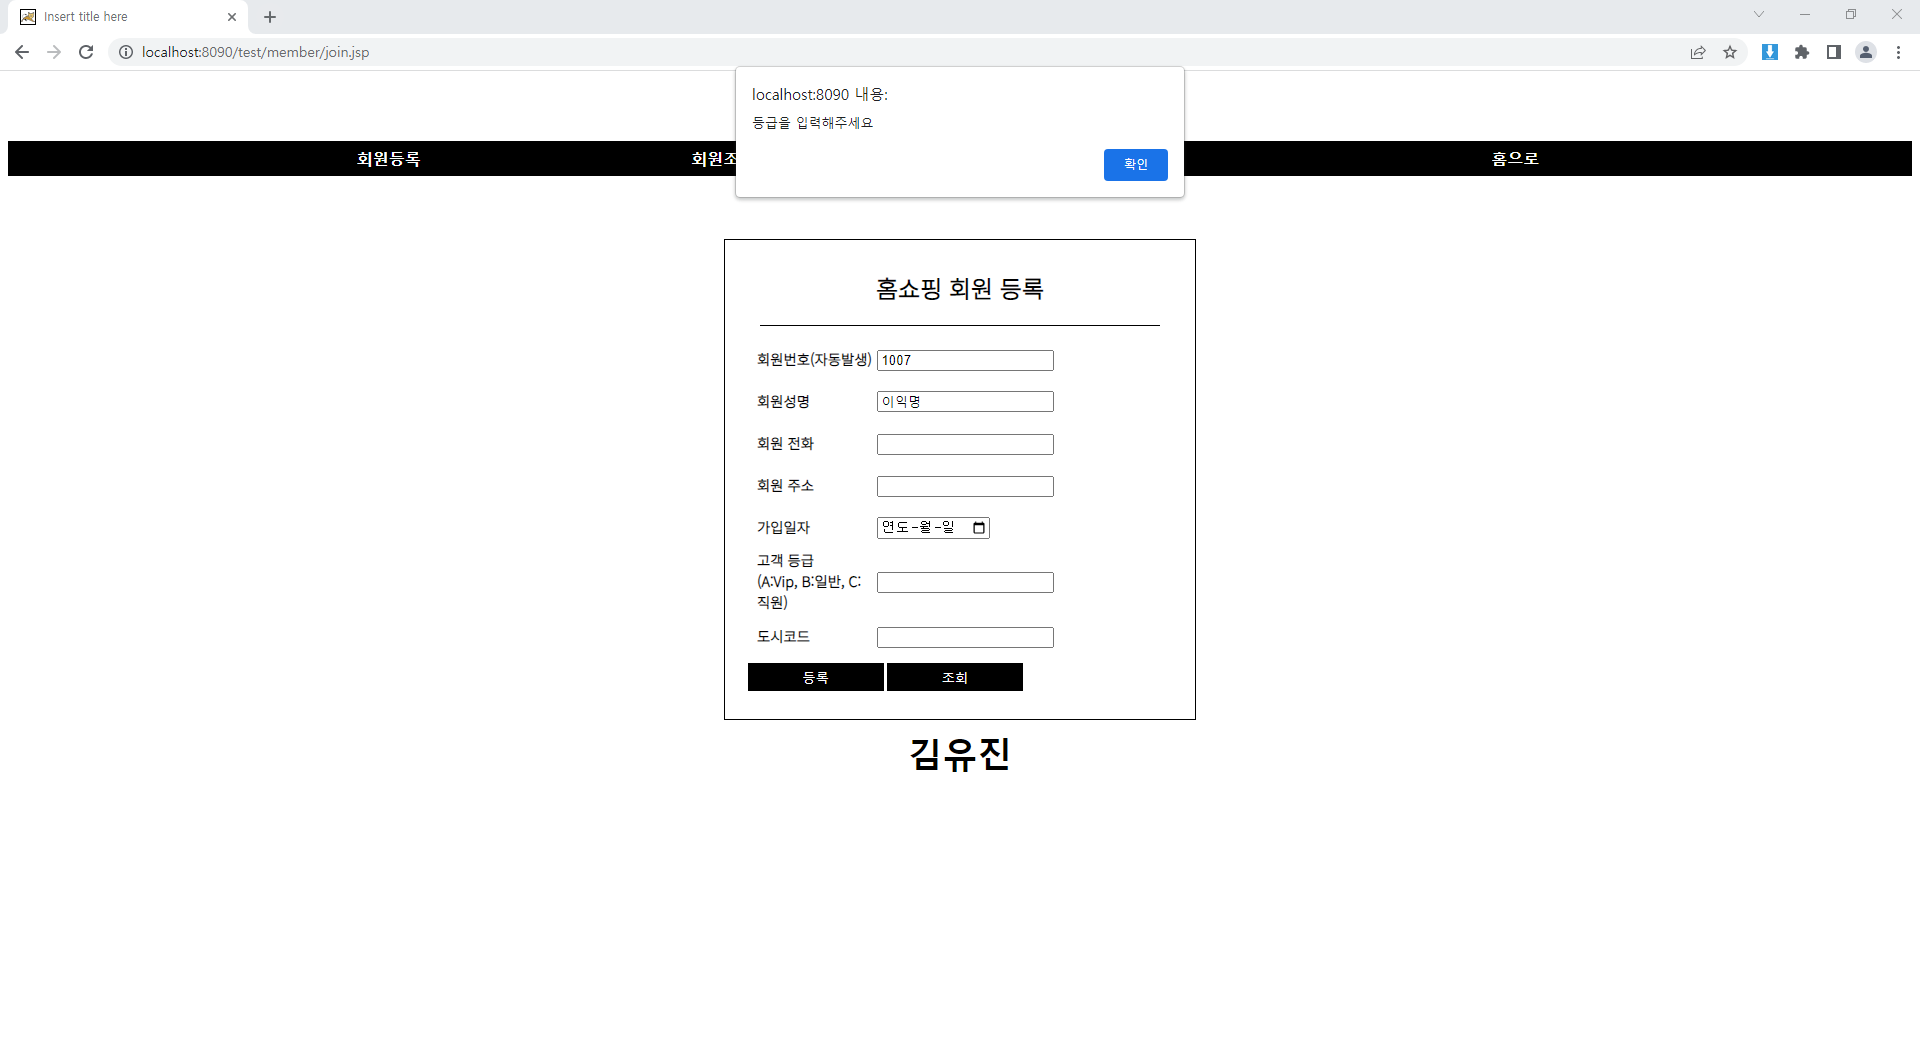 Insert title here
localhost:8090/test/member/join.jsp
localhost:8090 내용:
등급을 입력해주세요
확인
회원등록 회원조 홈으로
홈쇼핑 회원 등록
회원번호(자동발생) 1007
회원성명 이익명
회원 전화
회원 주소
가입일자 연도-월-일
고객 등급
(A:Vip, B:일반, C:
직원)
도시코드
등록 조회
김유진